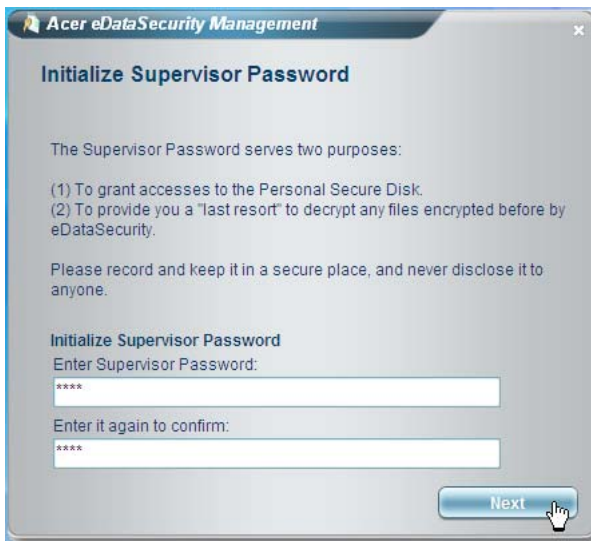 Acer eDataSecurity Management
Initialize Supervisor Password
The Supervisor Password serves two purposes:
(1) To grant accesses to the Personal Secure Disk.
(2) To provide you a "last resort" to decrypt any files encrypted before by
eDataSecurity.
Please record and keep it in a secure place, and never disclose it to
anyone.
Initialize Supervisor Password
Enter Supervisor Password:
****
Enter it again to confirm:
****
Next